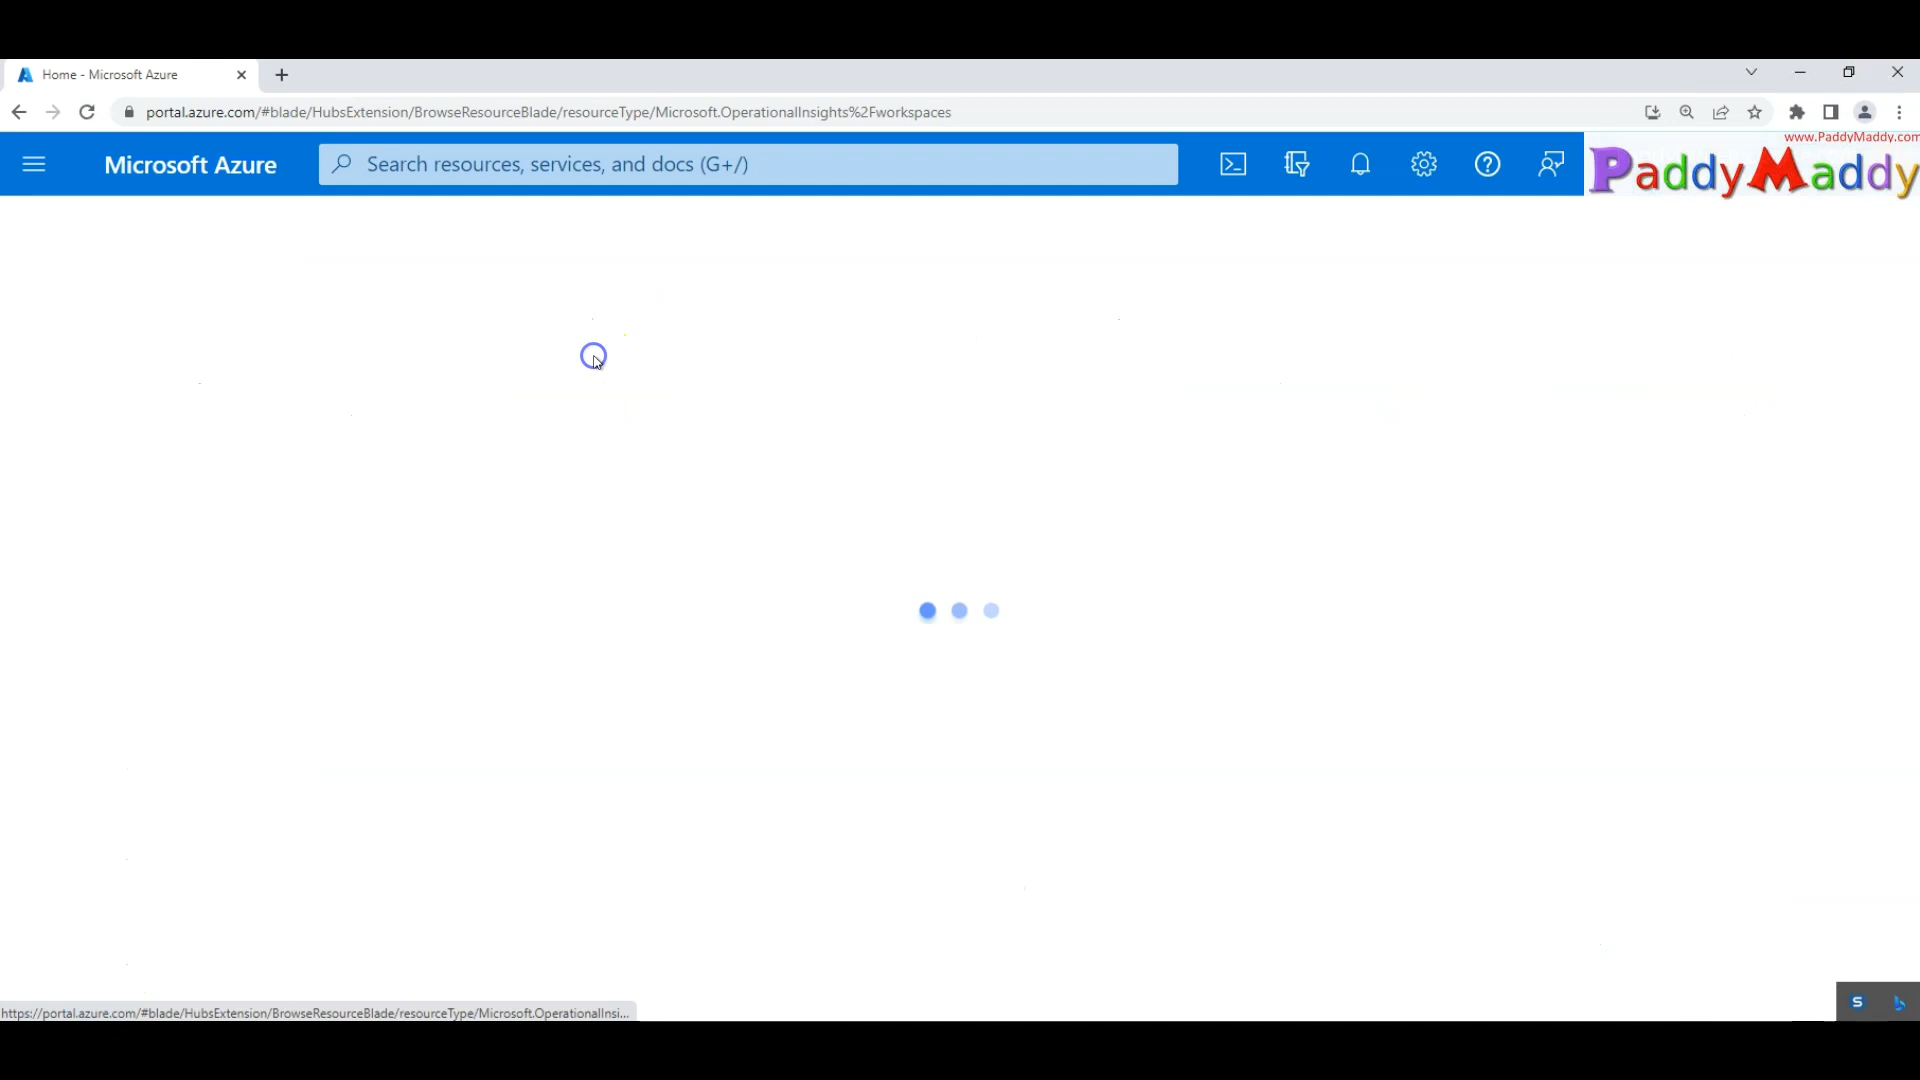 Home - Microsoft Azure
portal.azure.com/#blade/HubsExtension/BrowseResourceBlade/resourceType/Microsoft.OperationalInsights%2Fworkspaces
www.PaddyMaddy.com
Microsoft Azure
Search resources, services, and docs (G+/)
PaddyMaddy
https://portal.azure.com/#blade/HubsExtension/BrowseResourceBlade/resourceType/Microsoft.OperationalInsi...
S